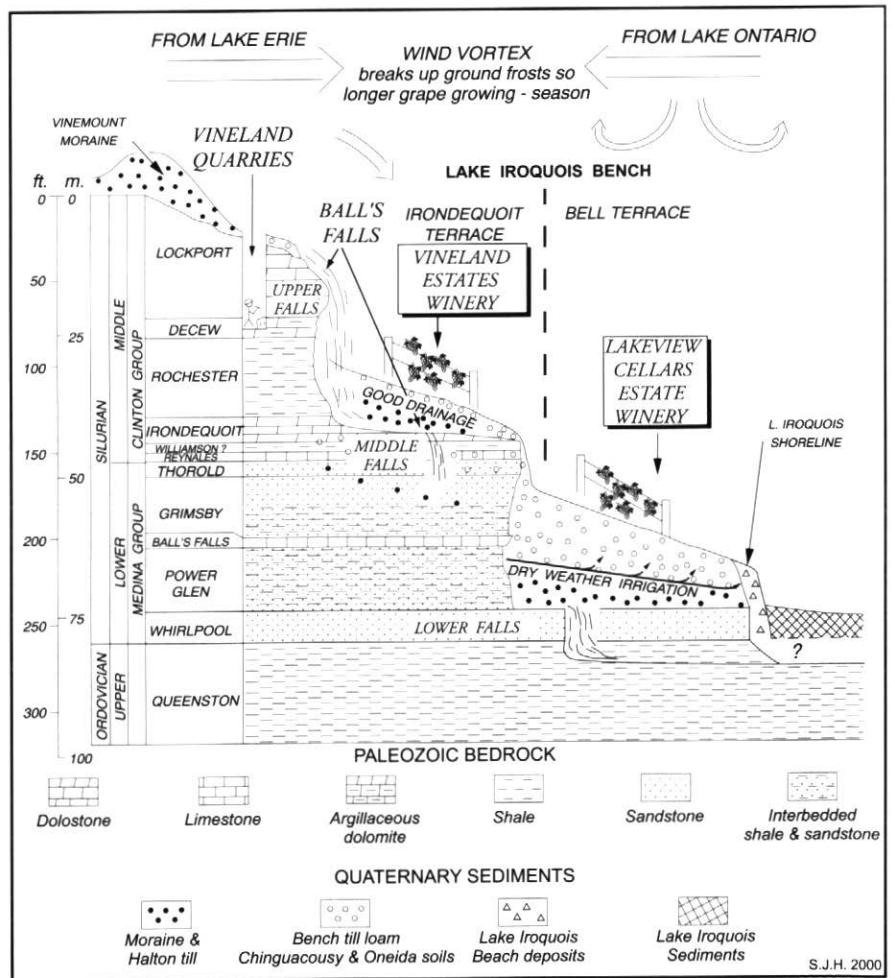 FROM LAKE ERIE
WIND VORTEX
breaks up ground frosts so
longer grape growing - season
FROM LAKE ONTARIO
VINEMOUNT
MORAINE
VINELAND
QUARRIES
LAKE IROQUOIS BENCH
ft.
m.
0
0
50
25
100
150
50
200
75
250
300
100
BALL'S
FALLS
IRONDEQUOIT
TERRACE
BELL TERRACE
VINELAND
ESTATES
WINERY
LAKEVIEW
CELLARS
ESTATE
WINERY
L. IROQUOIS
SHORELINE
UPPER
FALLS
GOOD DRAINAGE
MIDDLE
FALLS
DRY WEATHER IRRIGATION
LOWER FALLS
?
SILURIAN
MIDDLE
CLINTON GROUP
LOWER
MEDINA GROUP
ORDOVICIAN
UPPER
LOCKPORT
DECEW
ROCHESTER
IRONDEQUOIT
WILLIAMSON ?
REYNALES
THOROLD
GRIMSBY
BALL'S FALLS
POWER
GLEN
WHIRLPOOL
QUEENSTON
PALEOZOIC BEDROCK
Dolostone
Limestone
Argillaceous
dolomite
Shale
Sandstone
Interbedded
shale & sandstone
QUATERNARY SEDIMENTS
Moraine &
Halton till
Bench till loam
Chinguacousy & Oneida soils
Lake Iroquois
Beach deposits
Lake Iroquois
Sediments
S.J.H. 2000